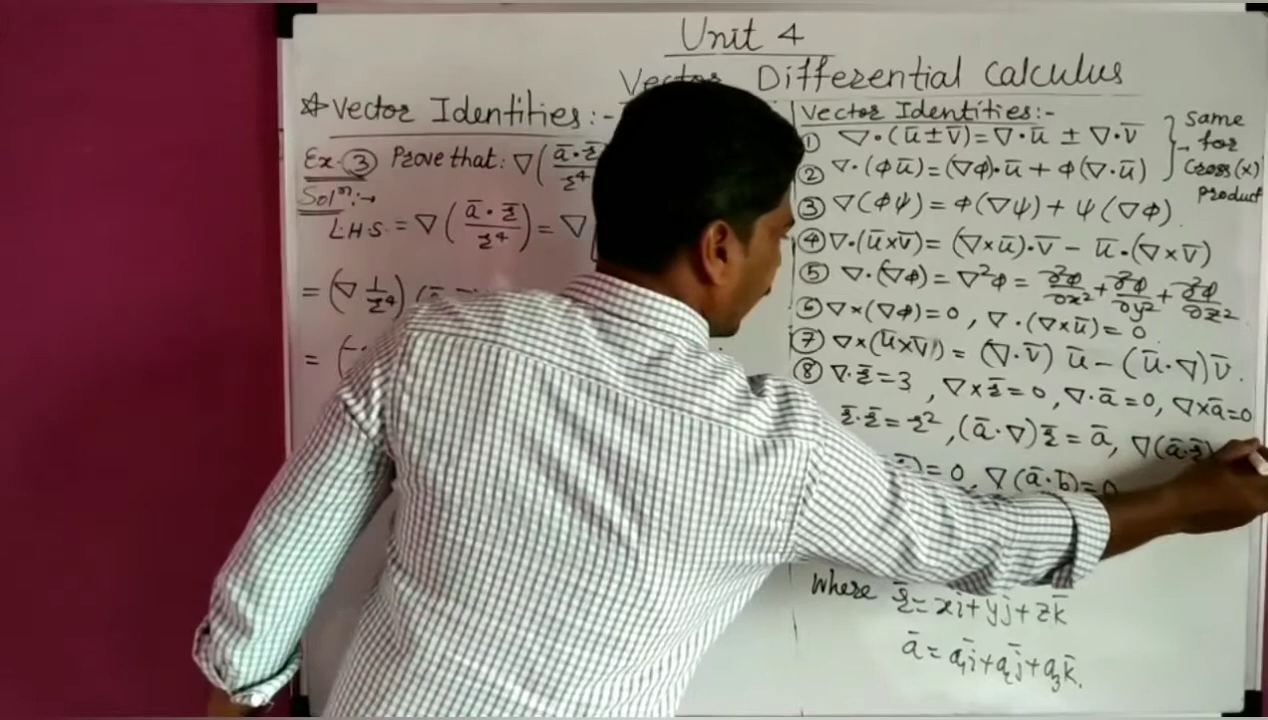 Unit 4
Vector Differential Calculus
Vector Identities:-
Ex. ③ Prove that: ∇(ā·r̄ / r⁴
Solⁿ:→
L.H.S. = ∇(ā·r̄ / r⁴) = ∇
= (∇ 1/r⁴)
=
Vector Identities:-
① ∇·(ū±v̄)=∇·ū ± ∇·v̄
② ∇·(φū)=(∇φ)·ū + φ(∇·ū)
Same for Cross(x) product
③ ∇(φψ)= φ(∇ψ)+ ψ(∇φ).
④ ∇·(ū×v̄)= (∇×ū)·v̄ - ū·(∇×v̄)
⑤ ∇·(∇φ)= ∇²φ = ∂²φ/∂x² + ∂²φ/∂y² + ∂²φ/∂z²
⑥ ∇×(∇φ)=0 , ∇·(∇×ū)=0
⑦ ∇×(ū×v̄) = (∇·v̄) ū - (ū·∇)v̄.
⑧ ∇·r̄=3 , ∇×r̄=0, ∇·ā=0, ∇×ā=0
r̄·r̄=r², (ā·∇)r̄ = ā, ∇(ā·r̄)
)=0, ∇(ā·b̄)=0
Where r̄= xī+yj̄+zk̄
ā= a₁ī+a₂j̄+a₃k̄.